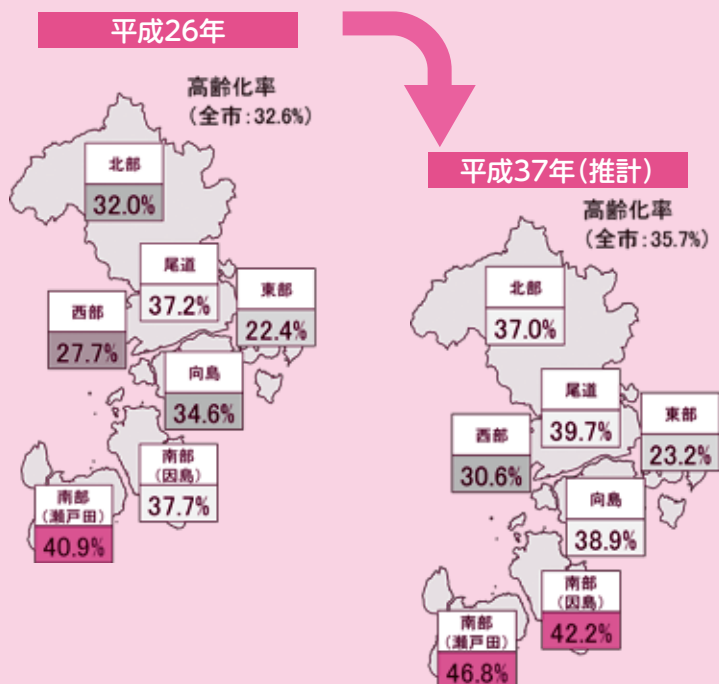 平成26年
高齢化率
(全市:32.6%)
北部
32.0%
尾道
37.2%
東部
22.4%
西部
27.7%
向島
34.6%
南部
(因島)
37.7%
南部
(瀬戸田)
40.9%
平成37年(推計)
高齢化率
(全市:35.7%)
北部
37.0%
尾道
39.7%
東部
23.2%
西部
30.6%
向島
38.9%
南部
(因島)
42.2%
南部
(瀬戸田)
46.8%